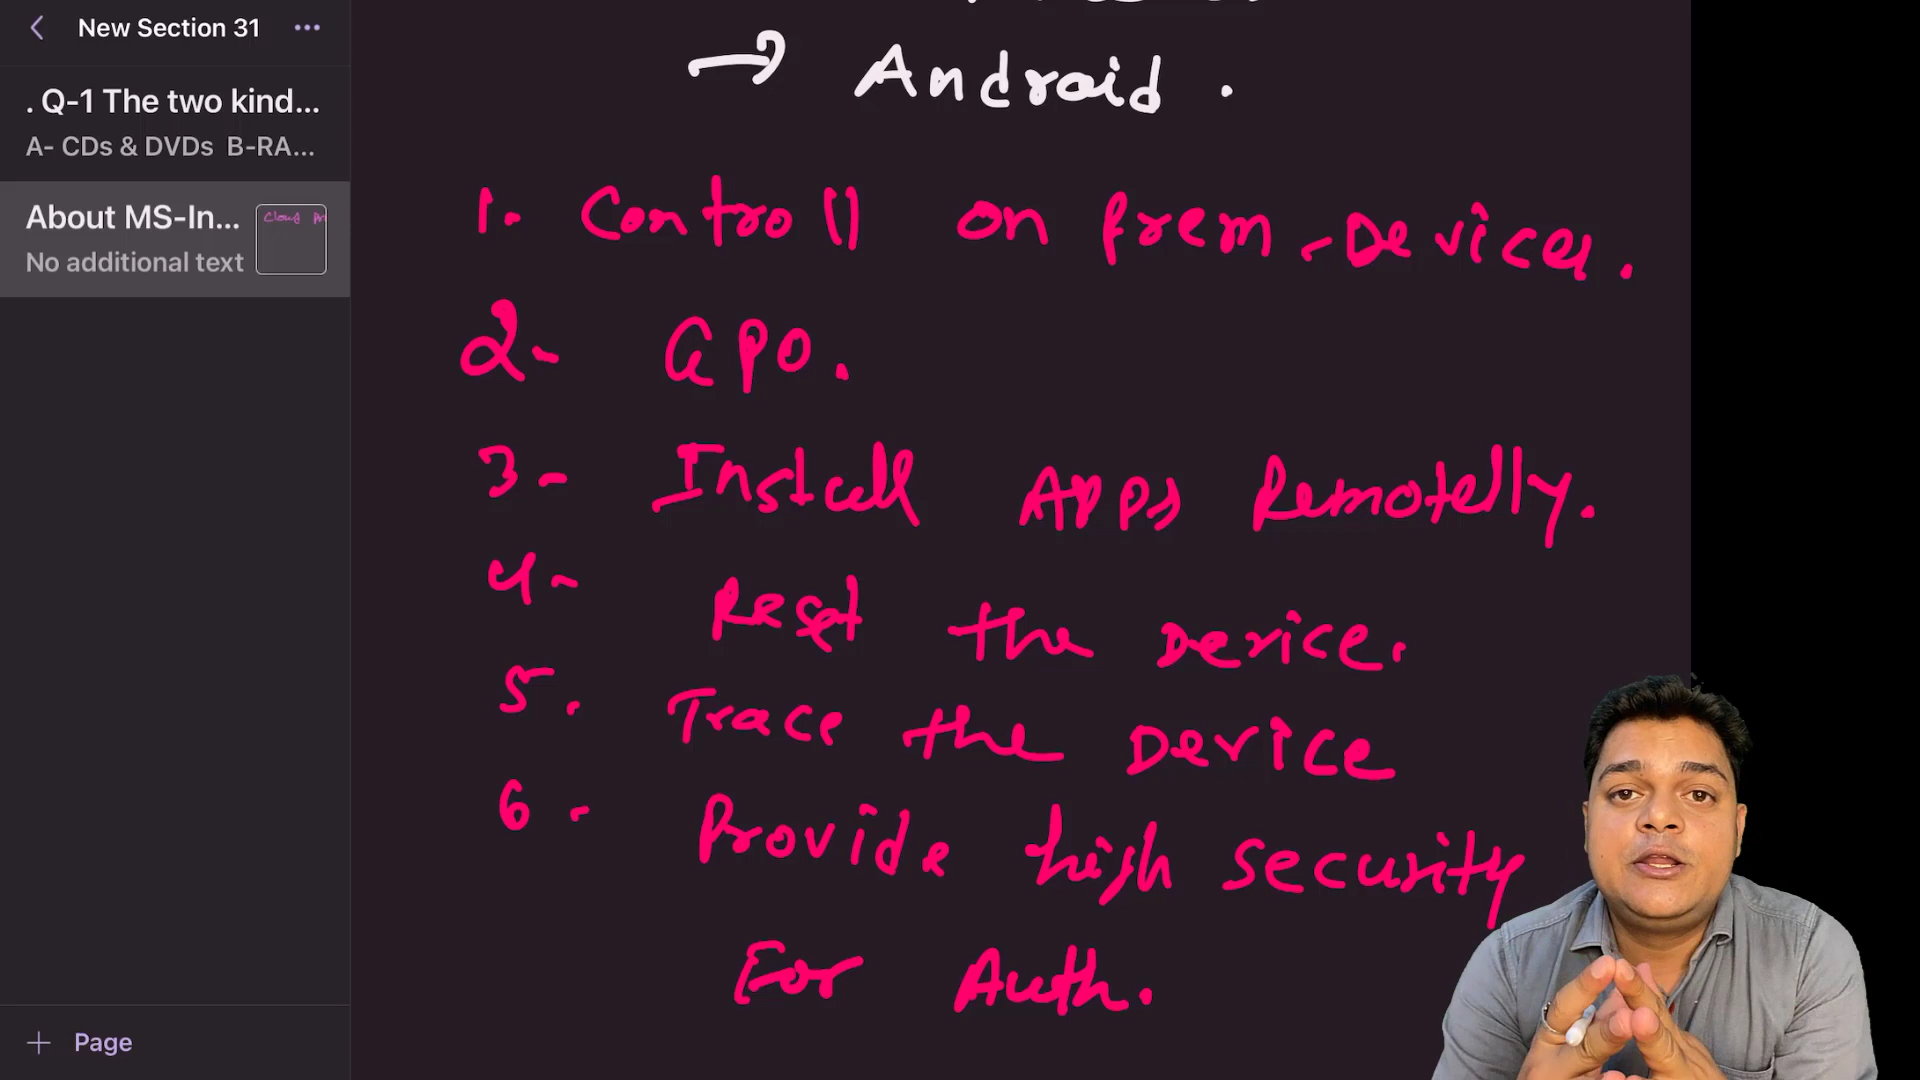 New Section 31 ...
. Q-1 The two kind...
A- CDs & DVDs B-RA...
About MS-In...
No additional text
Page
→ Android .
1. Controll on prem - Devices .
2- GPO .
3- Install Apps Remotelly .
4- Reset the Device .
5. Trace the Device
6- Provide high security
For Auth .